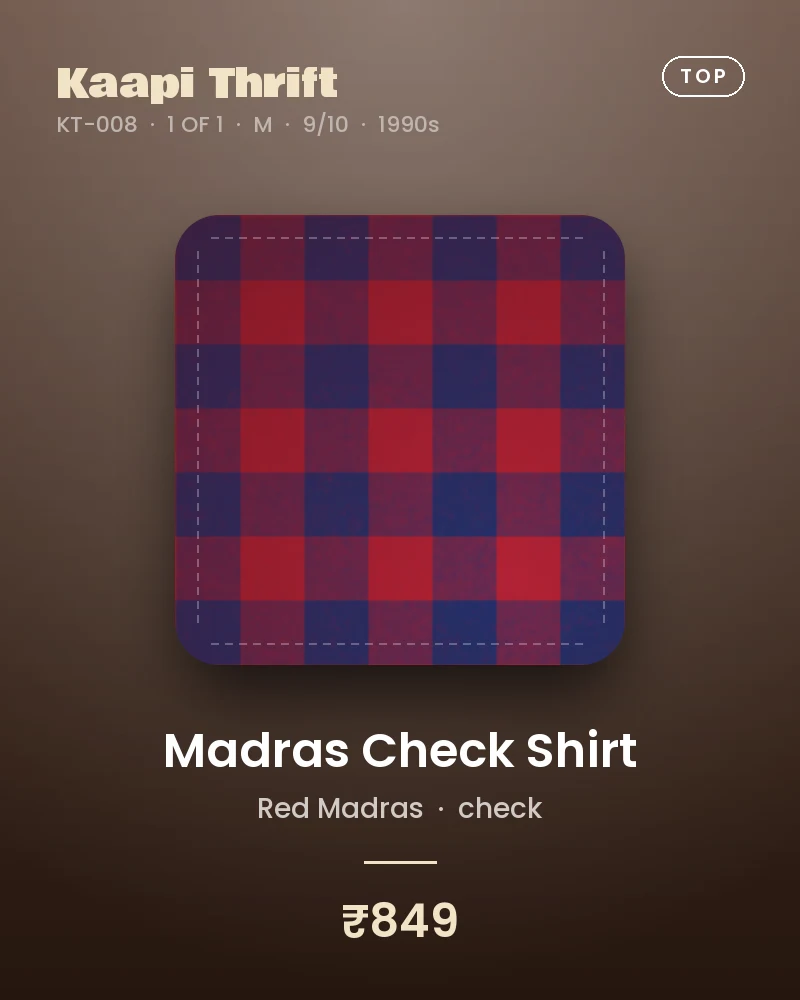 Kaapi Thrift
TOP
KT-008 · 1 OF 1 · M · 9/10 · 1990s
Madras Check Shirt
Red Madras · check
₹849